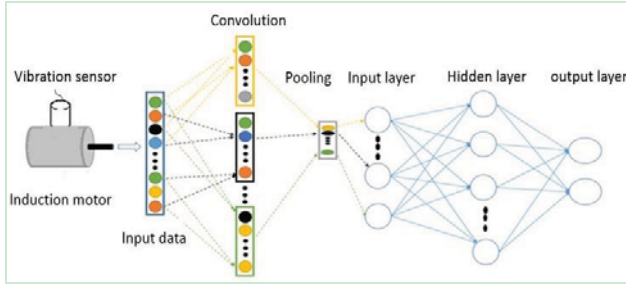 Convolution
Vibration sensor
Pooling
Input layer
Hidden layer
output layer
Induction motor
Input data